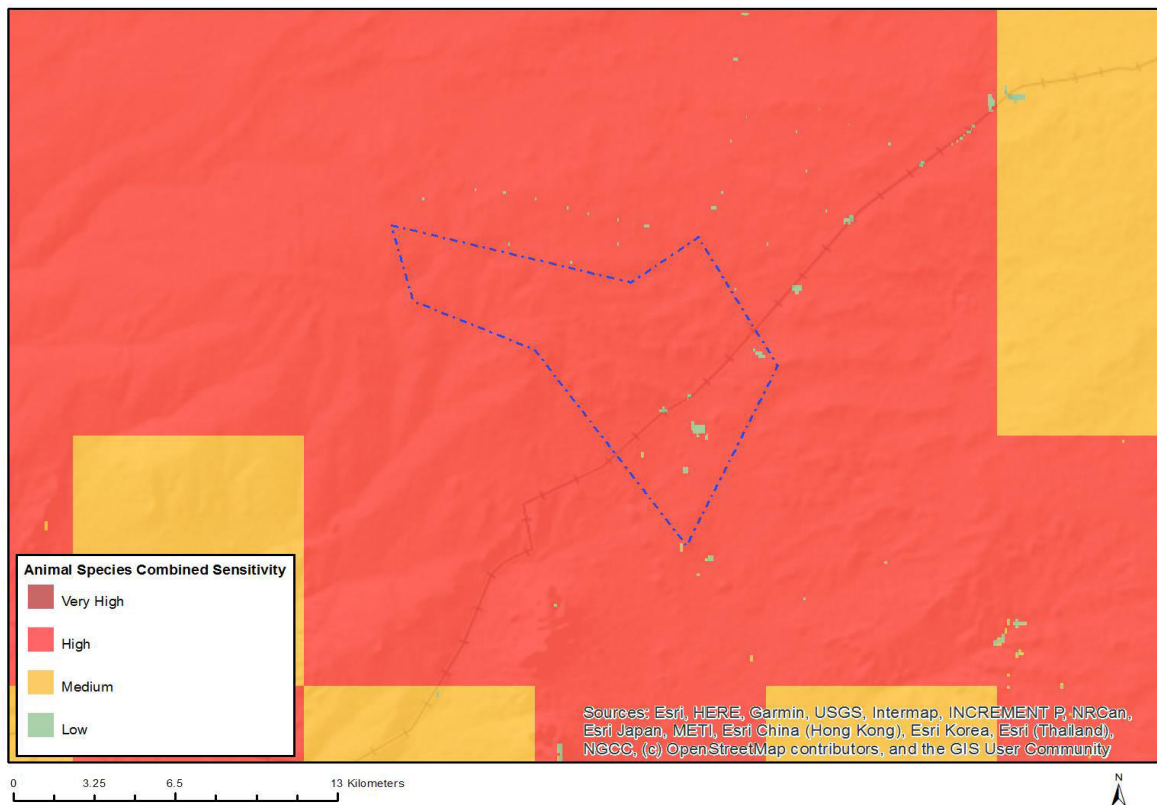 Animal Species Combined Sensitivity
Very High
High
Medium
Low
Sources: Esri, HERE, Garmin, USGS, Intermap, INCREMENT P, NRCan,
Esri Japan, METI, Esri China (Hong Kong), Esri Korea, Esri (Thailand),
NGCC, (c) OpenStreetMap contributors, and the GIS User Community
0 3.25 6.5 13 Kilometers
N